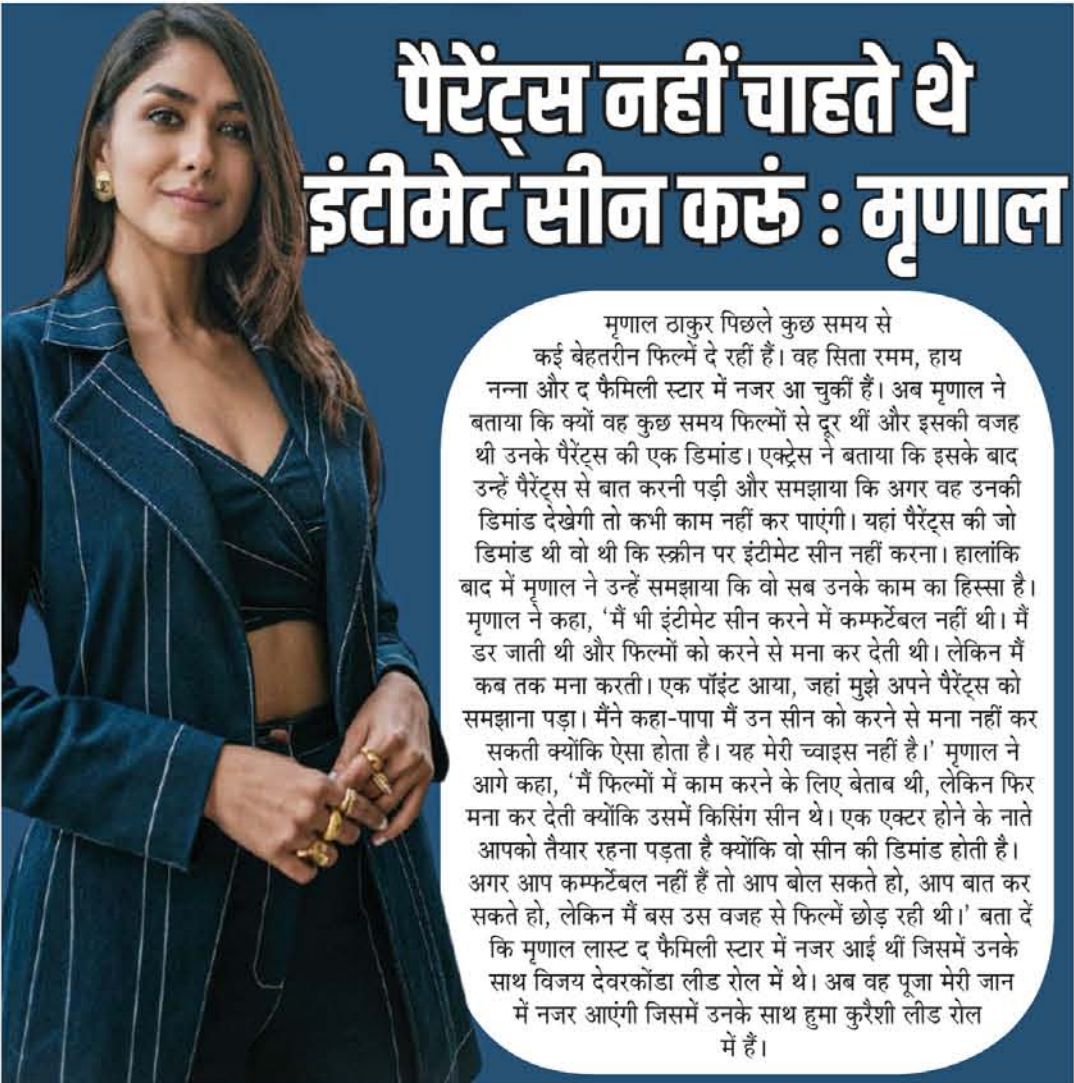 पैरेंट्स नहीं चाहते थे
इंटीमेट सीन करूं : मृणाल
मृणाल ठाकुर पिछले कुछ समय से
कई बेहतरीन फिल्में दे रहीं हैं। वह सिता रमम, हाय
नन्ना और द फैमिली स्टार में नजर आ चुकीं हैं। अब मृणाल ने
बताया कि क्यों वह कुछ समय फिल्मों से दूर थीं और इसकी वजह
थी उनके पैरेंट्स की एक डिमांड। एक्ट्रेस ने बताया कि इसके बाद
उन्हें पैरेंट्स से बात करनी पड़ी और समझाया कि अगर वह उनकी
डिमांड देखेगी तो कभी काम नहीं कर पाएंगी। यहां पैरेंट्स की जो
डिमांड थी वो थी कि स्क्रीन पर इंटीमेट सीन नहीं करना। हालांकि
बाद में मृणाल ने उन्हें समझाया कि वो सब उनके काम का हिस्सा है।
मृणाल ने कहा, ‘मैं भी इंटीमेट सीन करने में कम्फर्टेबल नहीं थी। मैं
डर जाती थी और फिल्मों को करने से मना कर देती थी। लेकिन मैं
कब तक मना करती। एक पॉइंट आया, जहां मुझे अपने पैरेंट्स को
समझाना पड़ा। मैंने कहा-पापा मैं उन सीन को करने से मना नहीं कर
सकती क्योंकि ऐसा होता है। यह मेरी च्वाइस नहीं है।’ मृणाल ने
आगे कहा, ‘मैं फिल्मों में काम करने के लिए बेताब थी, लेकिन फिर
मना कर देती क्योंकि उसमें किसिंग सीन थे। एक एक्टर होने के नाते
आपको तैयार रहना पड़ता है क्योंकि वो सीन की डिमांड होती है।
अगर आप कम्फर्टेबल नहीं हैं तो आप बोल सकते हो, आप बात कर
सकते हो, लेकिन मैं बस उस वजह से फिल्में छोड़ रही थी।’ बता दें
कि मृणाल लास्ट द फैमिली स्टार में नजर आई थीं जिसमें उनके
साथ विजय देवरकोंडा लीड रोल में थे। अब वह पूजा मेरी जान
में नजर आएंगी जिसमें उनके साथ हुमा कुरैशी लीड रोल
में हैं।